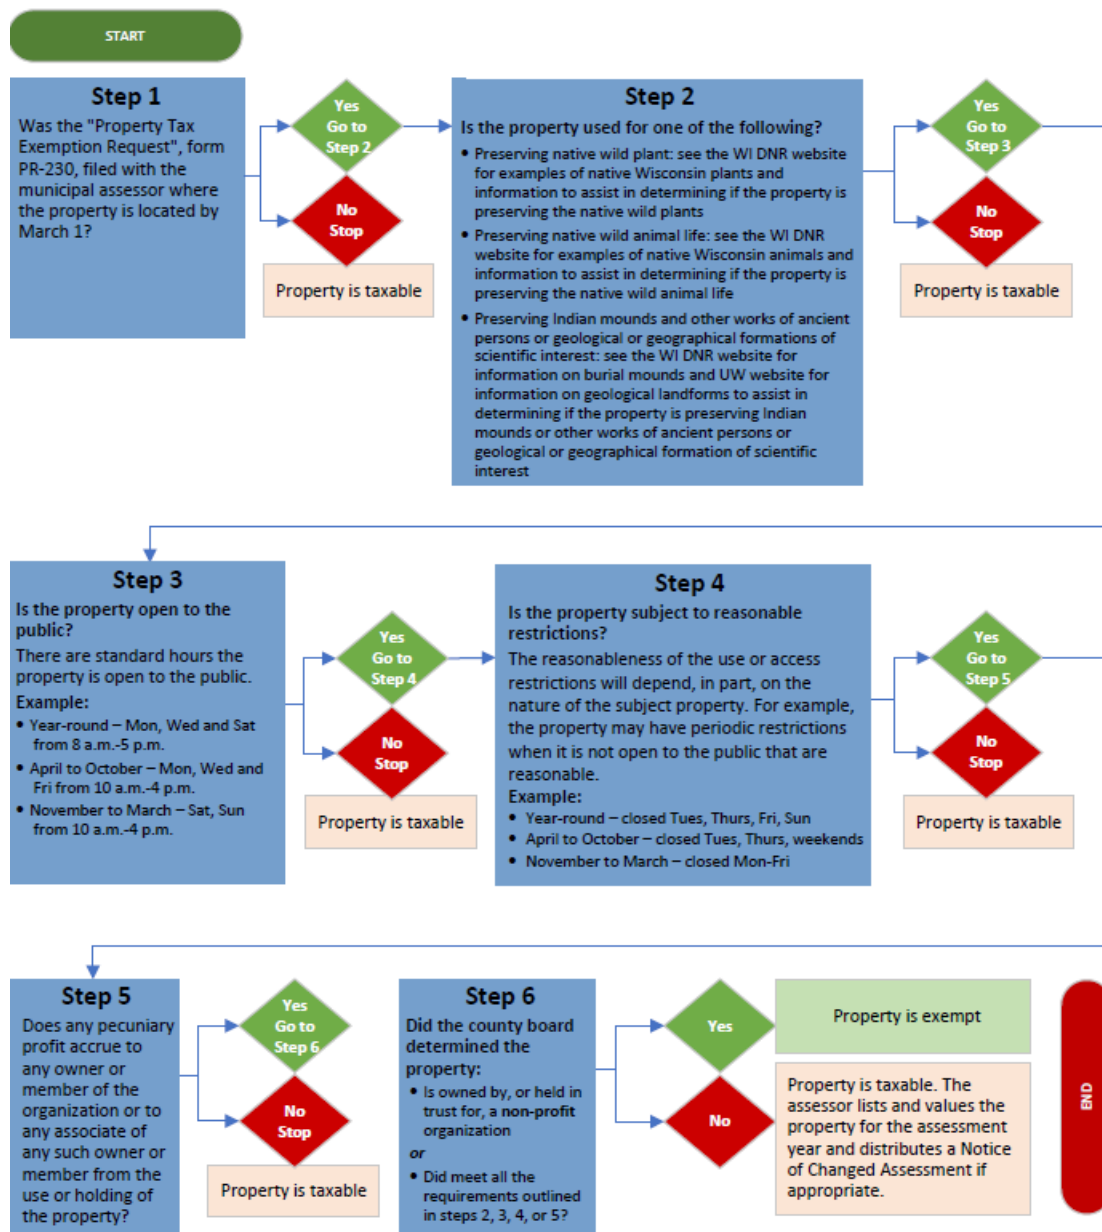 START
Step 1
Was the "Property Tax
Exemption Request", form
PR-230, filed with the
municipal assessor where
the property is located by
March 1?
Yes
Go to
Step 2
No
Stop
Property is taxable
Step 2
Is the property used for one of the following?
• Preserving native wild plant: see the WI DNR website
for examples of native Wisconsin plants and
information to assist in determining if the property is
preserving the native wild plants
• Preserving native wild animal life: see the WI DNR
website for examples of native Wisconsin animals and
information to assist in determining if the property is
preserving the native wild animal life
• Preserving Indian mounds and other works of ancient
persons or geological or geographical formations of
scientific interest: see the WI DNR website for
information on burial mounds and UW website for
information on geological landforms to assist in
determining if the property is preserving Indian
mounds or other works of ancient persons or
geological or geographical formation of scientific
interest
Yes
Go to
Step 3
No
Stop
Property is taxable
Step 3
Is the property open to the
public?
There are standard hours the
property is open to the public.
Example:
• Year-round – Mon, Wed and Sat
from 8 a.m.-5 p.m.
• April to October – Mon, Wed and
Fri from 10 a.m.-4 p.m.
• November to March – Sat, Sun
from 10 a.m.-4 p.m.
Yes
Go to
Step 4
No
Stop
Property is taxable
Step 4
Is the property subject to reasonable
restrictions?
The reasonableness of the use or access
restrictions will depend, in part, on the
nature of the subject property. For example,
the property may have periodic restrictions
when it is not open to the public that are
reasonable.
Example:
• Year-round – closed Tues, Thurs, Fri, Sun
• April to October – closed Tues, Thurs, weekends
• November to March – closed Mon-Fri
Yes
Go to
Step 5
No
Stop
Property is taxable
Step 5
Does any pecuniary
profit accrue to
any owner or
member of the
organization or to
any associate of
any such owner or
member from the
use or holding of
the property?
Yes
Go to
Step 6
No
Stop
Property is taxable
Step 6
Did the county board
determined the
property:
• Is owned by, or held in
trust for, a non-profit
organization
or
• Did meet all the
requirements outlined
in steps 2, 3, 4, or 5?
Yes
No
Property is exempt
Property is taxable. The
assessor lists and values the
property for the assessment
year and distributes a Notice
of Changed Assessment if
appropriate.
END